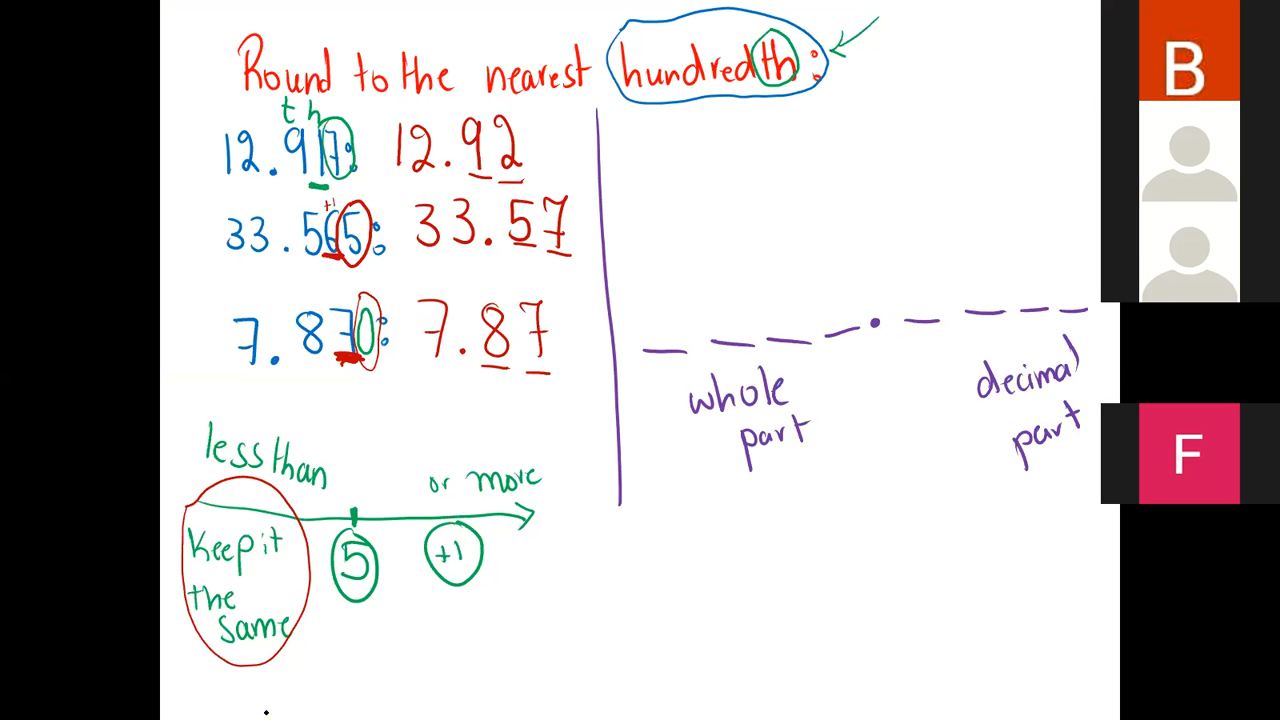 Round to the nearest hundredth:
t h
12.917: 12.92
+1
33.565: 33.57
7.870: 7.87
less than
or more
Keep it
the
same
5
+1
whole
part
decimal
part
B
F